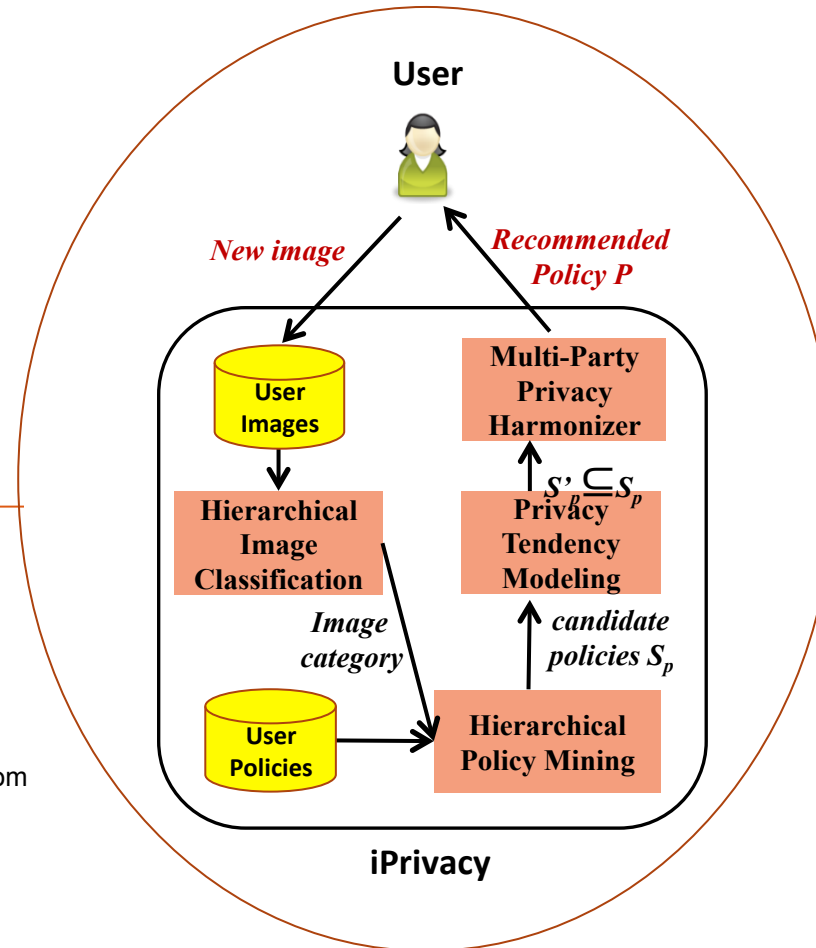 User
New image
Recommended
Policy P
User
Images
Multi-Party
Privacy
Harmonizer
S'p ⊆ Sp
Hierarchical
Image
Classification
Privacy
Tendency
Modeling
Image
category
candidate
policies Sp
User
Policies
Hierarchical
Policy Mining
om
iPrivacy